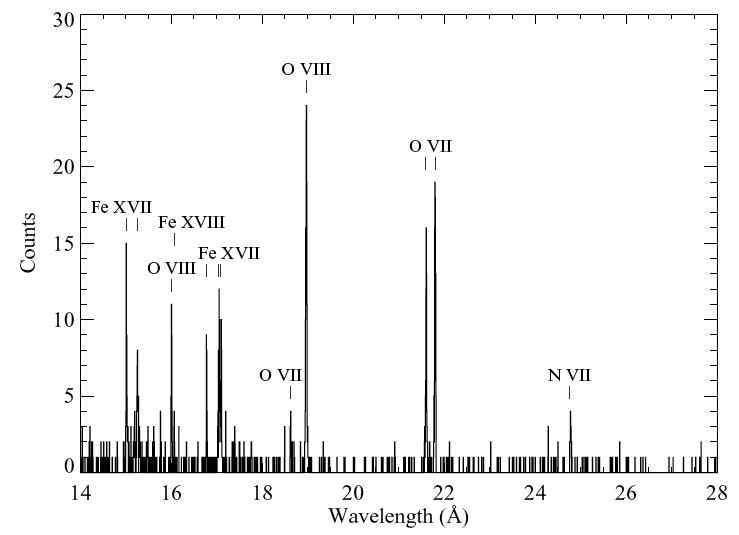 30
25
20
15
10
5
0
Counts
O VIII
O VII
Fe XVII
Fe XVIII
Fe XVII
O VIII
O VII
N VII
14 16 18 20 22 24 26 28
Wavelength (Å)